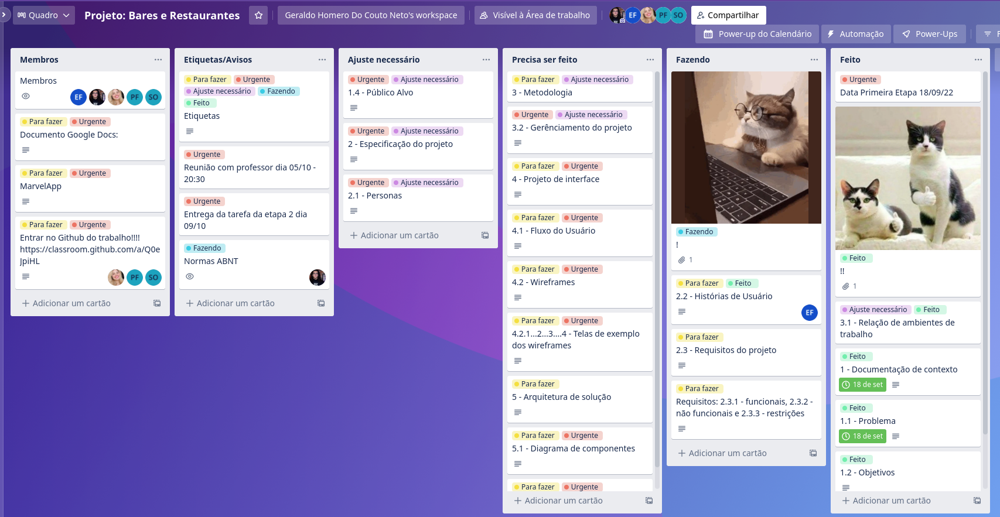 Quadro
Projeto: Bares e Restaurantes
Geraldo Homero Do Couto Neto's workspace
Visível à Área de trabalho
EF
PF
SO
Compartilhar
Power-up do Calendário
Automação
Power-Ups
F
Membros
Membros
EF
PF
SO
Para fazer
Urgente
Documento Google Docs:
Para fazer
Urgente
MarvelApp
Para fazer
Urgente
Entrar no Github do trabalho!!!!
https://classroom.github.com/a/Q0e
JpiHL
PF
SO
Adicionar um cartão
Etiquetas/Avisos
Para fazer
Urgente
Ajuste necessário
Fazendo
Feito
Etiquetas
Urgente
Reunião com professor dia 05/10 -
20:30
Urgente
Entrega da tarefa da etapa 2 dia
09/10
Fazendo
Normas ABNT
Adicionar um cartão
Ajuste necessário
Urgente
Ajuste necessário
1.4 - Público Alvo
Urgente
Ajuste necessário
2 - Especificação do projeto
Urgente
Ajuste necessário
2.1 - Personas
Adicionar um cartão
Precisa ser feito
Para fazer
Ajuste necessário
3 - Metodologia
Urgente
Ajuste necessário
3.2 - Gerênciamento do projeto
Para fazer
Urgente
4 - Projeto de interface
Para fazer
Urgente
4.1 - Fluxo do Usuário
Para fazer
Urgente
4.2 - Wireframes
Para fazer
Urgente
4.2.1...2...3....4 - Telas de exemplo
dos wireframes
Para fazer
5 - Arquitetura de solução
Para fazer
Urgente
5.1 - Diagrama de componentes
Para fazer
Urgente
Adicionar um cartão
Fazendo
Fazendo
!
1
Para fazer
Feito
2.2 - Histórias de Usuário
EF
Para fazer
2.3 - Requisitos do projeto
Para fazer
Requisitos: 2.3.1 - funcionais, 2.3.2 -
não funcionais e 2.3.3 - restrições
Adicionar um cartão
Feito
Urgente
Data Primeira Etapa 18/09/22
Feito
!!
1
Ajuste necessário
Feito
3.1 - Relação de ambientes de
trabalho
Feito
1 - Documentação de contexto
18 de set
Feito
1.1 - Problema
18 de set
Feito
1.2 - Objetivos
Adicionar um cartão